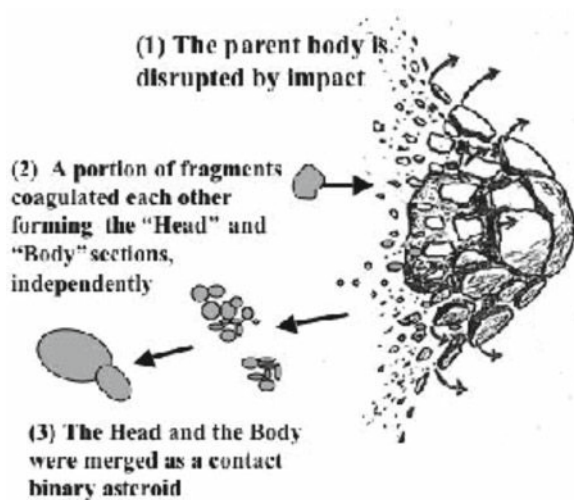 (1) The parent body is
disrupted by impact
(2) A portion of fragments
coagulated each other
forming the “Head” and
“Body” sections,
independently
(3) The Head and the Body
were merged as a contact
binary asteroid